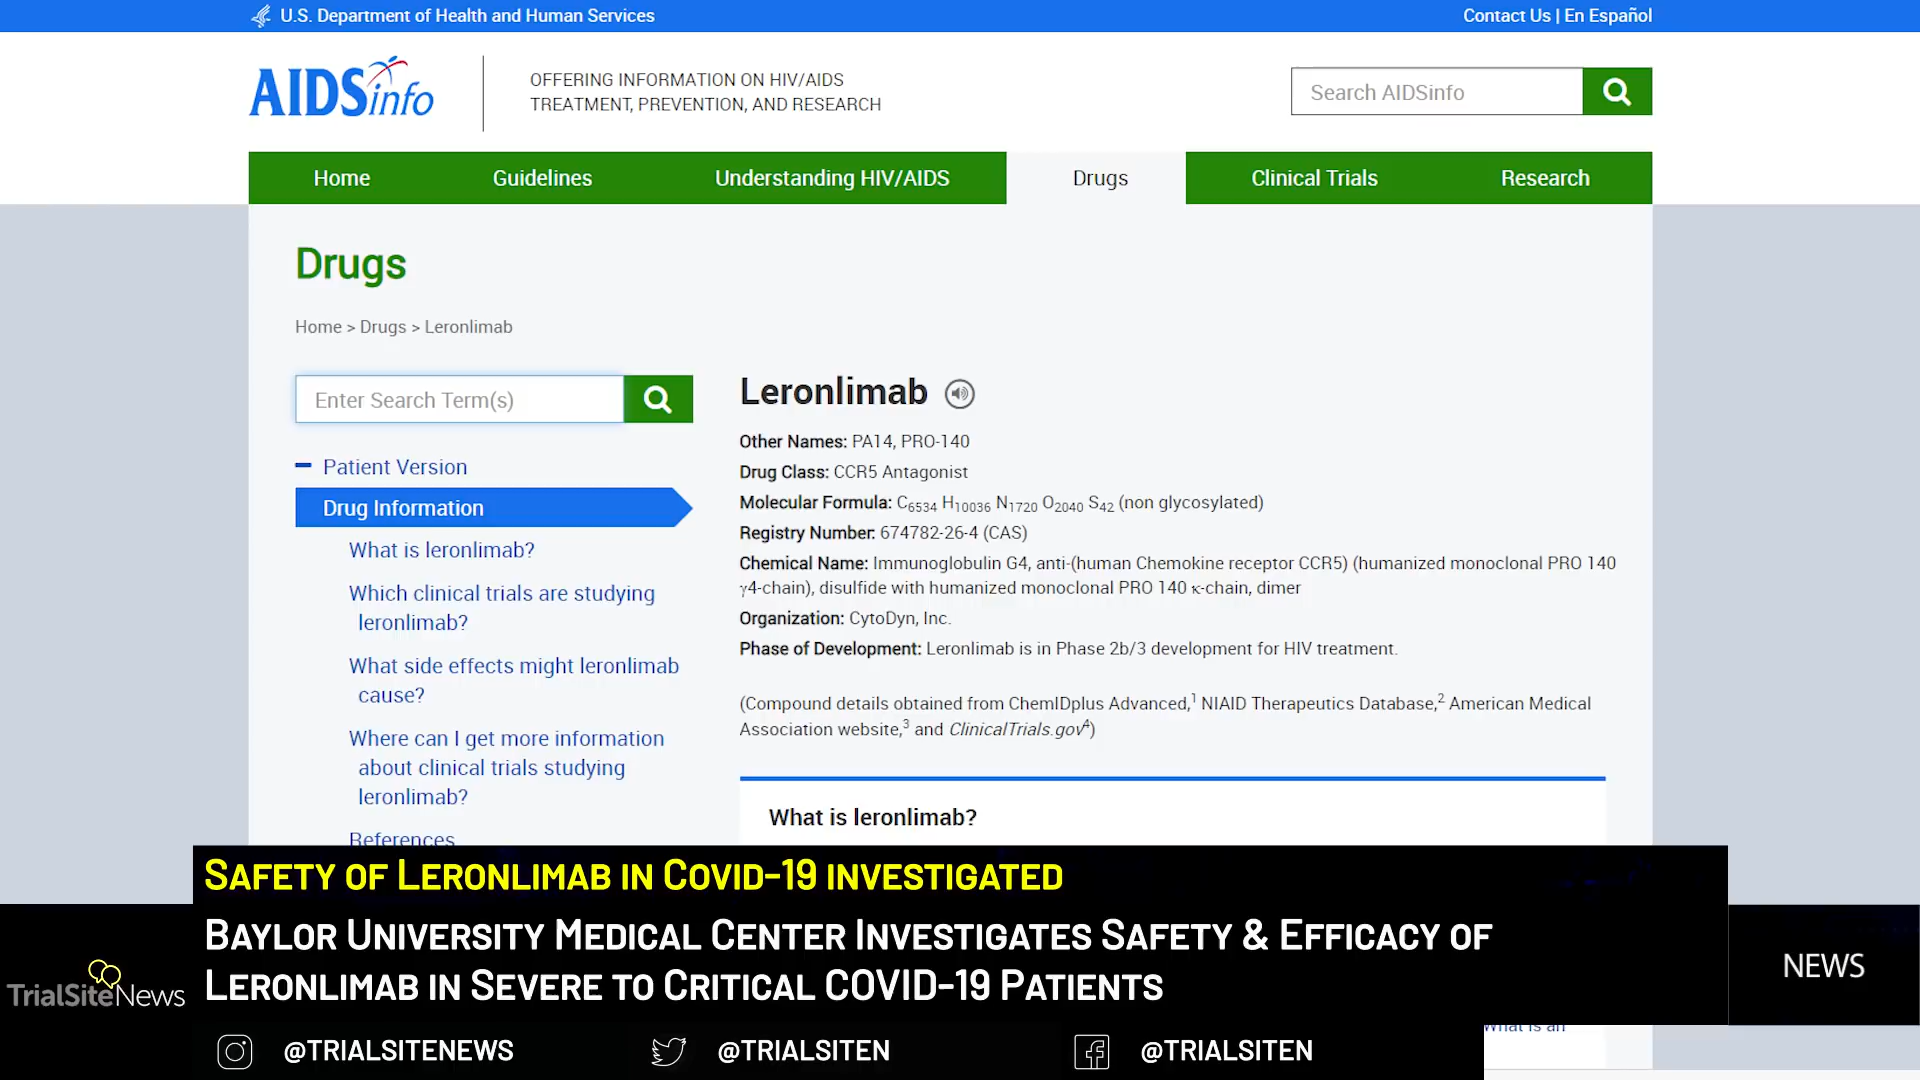 U.S. Department of Health and Human Services
Contact Us | En Español
AIDSinfo
OFFERING INFORMATION ON HIV/AIDS
TREATMENT, PREVENTION, AND RESEARCH
Search AIDSinfo
Home
Guidelines
Understanding HIV/AIDS
Drugs
Clinical Trials
Research
Drugs
Home > Drugs > Leronlimab
Enter Search Term(s)
Patient Version
Drug Information
What is leronlimab?
Which clinical trials are studying
leronlimab?
What side effects might leronlimab
cause?
Where can I get more information
about clinical trials studying
leronlimab?
References
Leronlimab
Other Names: PA14, PRO-140
Drug Class: CCR5 Antagonist
Molecular Formula: C6534 H10036 N1720 O2040 S42 (non glycosylated)
Registry Number: 674782-26-4 (CAS)
Chemical Name: Immunoglobulin G4, anti-(human Chemokine receptor CCR5) (humanized monoclonal PRO 140
γ4-chain), disulfide with humanized monoclonal PRO 140 κ-chain, dimer
Organization: CytoDyn, Inc.
Phase of Development: Leronlimab is in Phase 2b/3 development for HIV treatment.
(Compound details obtained from ChemIDplus Advanced,1 NIAID Therapeutics Database,2 American Medical
Association website,3 and ClinicalTrials.gov4)
What is leronlimab?
Safety of Leronlimab in Covid-19 investigated
Baylor University Medical Center Investigates Safety & Efficacy of
Leronlimab in Severe to Critical COVID-19 Patients
TrialSiteNews
NEWS
What is an
@TRIALSITENEWS
@TRIALSITEN
@TRIALSITEN